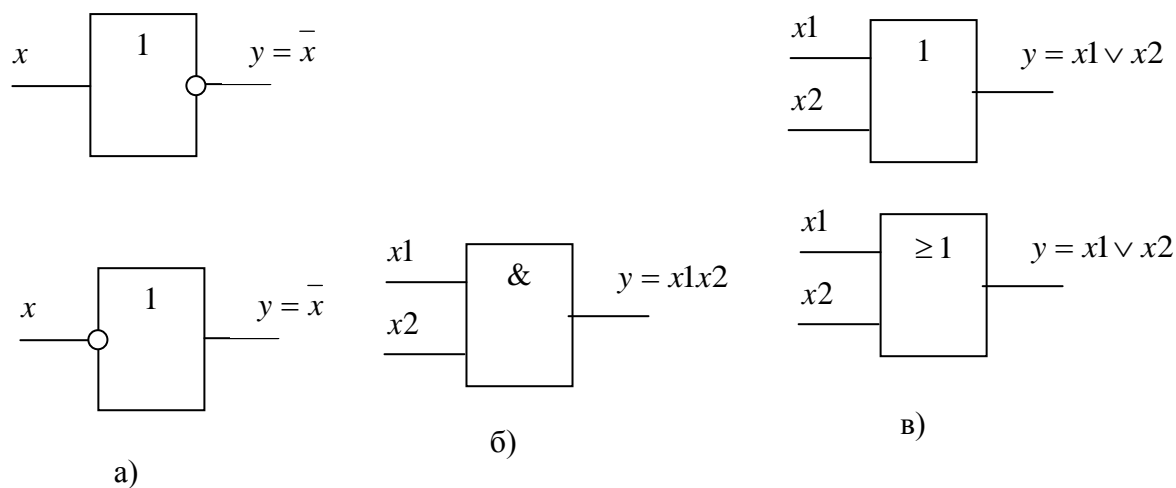 x
1
y = x̄
x
1
y = x̄
а)
x1
x2
&
y = x1x2
б)
x1
x2
1
y = x1 ∨ x2
x1
x2
≥ 1
y = x1 ∨ x2
в)